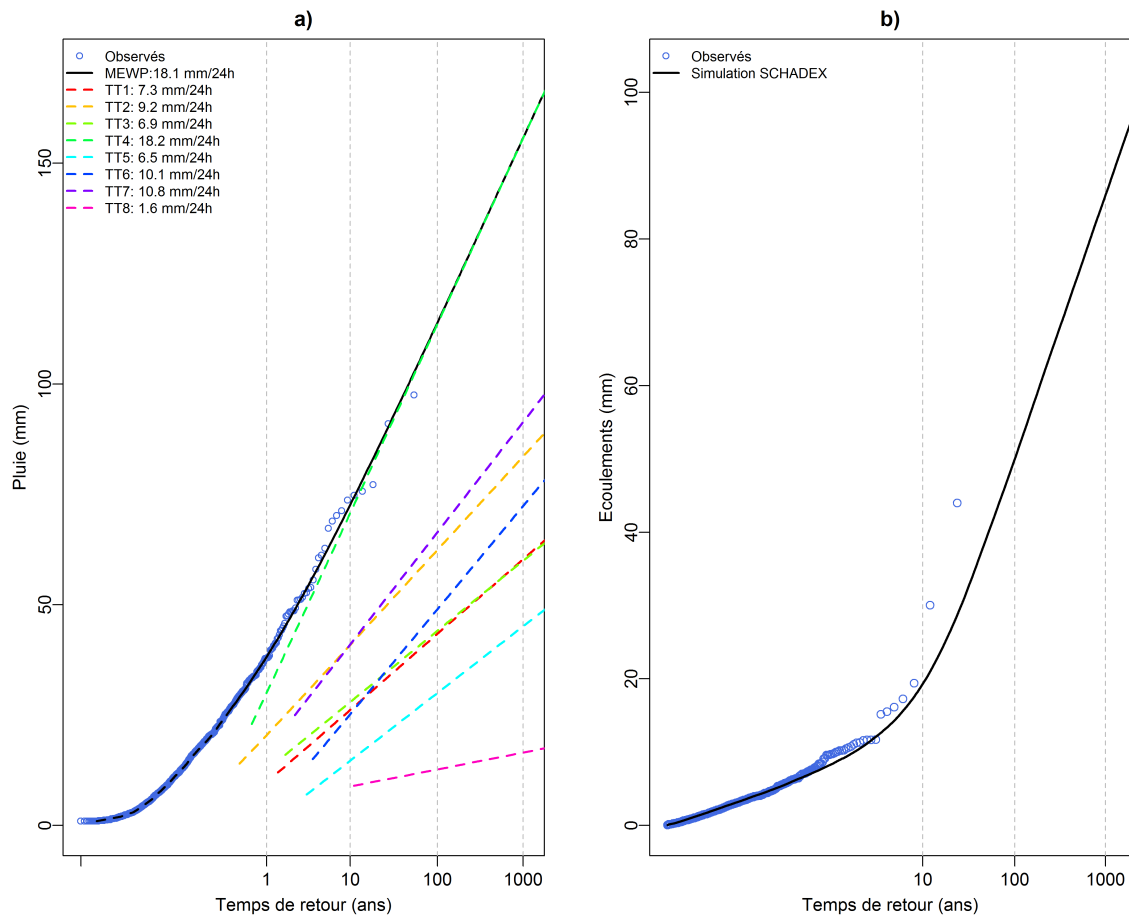 a)
Observés
MEWP:18.1 mm/24h
TT1: 7.3 mm/24h
TT2: 9.2 mm/24h
TT3: 6.9 mm/24h
TT4: 18.2 mm/24h
TT5: 6.5 mm/24h
TT6: 10.1 mm/24h
TT7: 10.8 mm/24h
TT8: 1.6 mm/24h
Pluie (mm)
150
100
50
0
1 10 100 1000
Temps de retour (ans)
b)
Observés
Simulation SCHADEX
Ecoulements (mm)
100
80
60
40
20
0
10 100 1000
Temps de retour (ans)